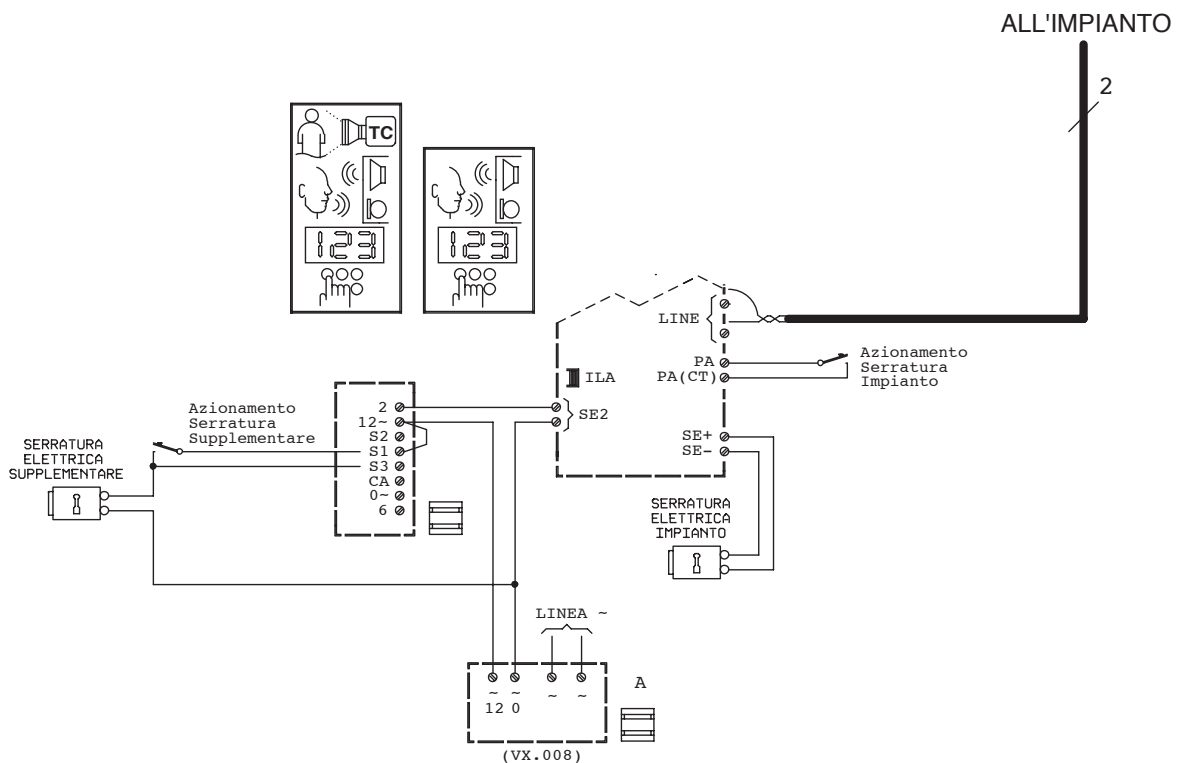 ALL'IMPIANTO
2
TC
123
123
LINE
PA
PA(CT)
Azionamento
Serratura
Impianto
ILA
SE2
SE+
SE-
Azionamento
Serratura
Supplementare
2
12~
S2
S1
S3
CA
0~
6
SERRATURA
ELETTRICA
SUPPLEMENTARE
SERRATURA
ELETTRICA
IMPIANTO
LINEA ~
~ ~ ~ ~
12 0
A
(VX.008)